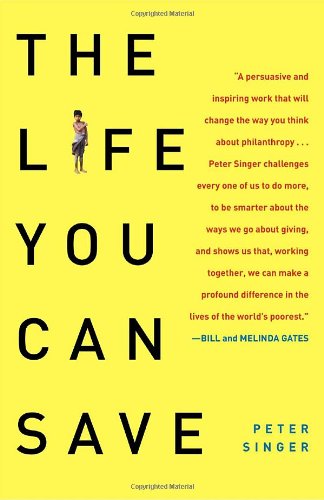 THE
LIFE
YOU
CAN
SAVE
"A persuasive and
inspiring work that will
change the way you think
about philanthropy . . .
Peter Singer challenges
every one of us to do more,
to be smarter about the
ways we go about giving,
and shows us that, working
together, we can make a
profound difference in the
lives of the world's poorest."
—BILL and MELINDA GATES
PETER
SINGER